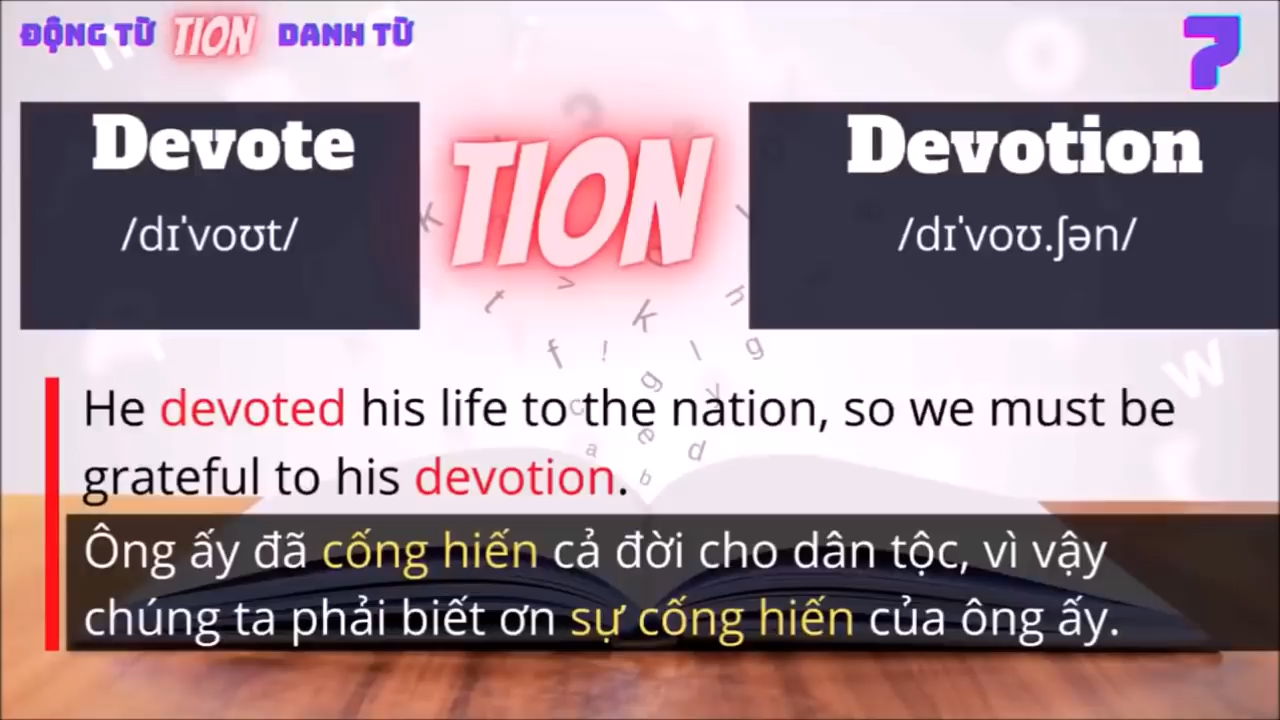 ĐỘNG TỪ TION DANH TỪ
7
Devote
/dɪˈvoʊt/
TION
Devotion
/dɪˈvoʊ.ʃən/
He devoted his life to the nation, so we must be
grateful to his devotion.
Ông ấy đã cống hiến cả đời cho dân tộc, vì vậy
chúng ta phải biết ơn sự cống hiến của ông ấy.